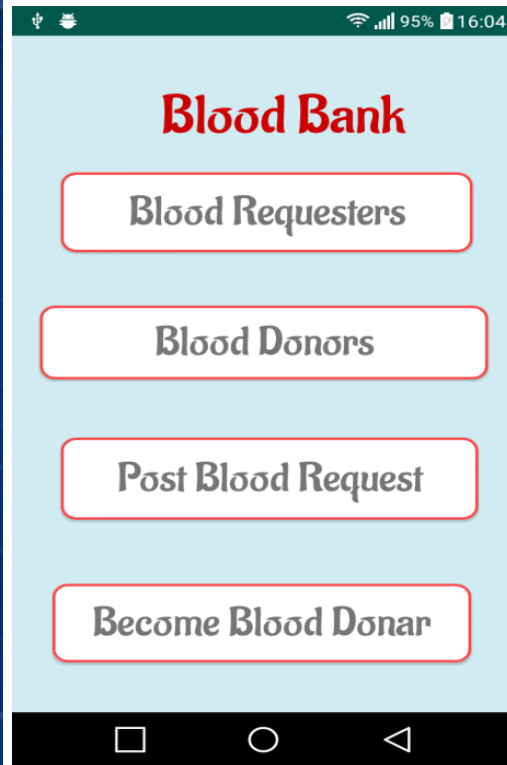 95% 16:04
Blood Bank
Blood Requesters
Blood Donors
Post Blood Request
Become Blood Donar